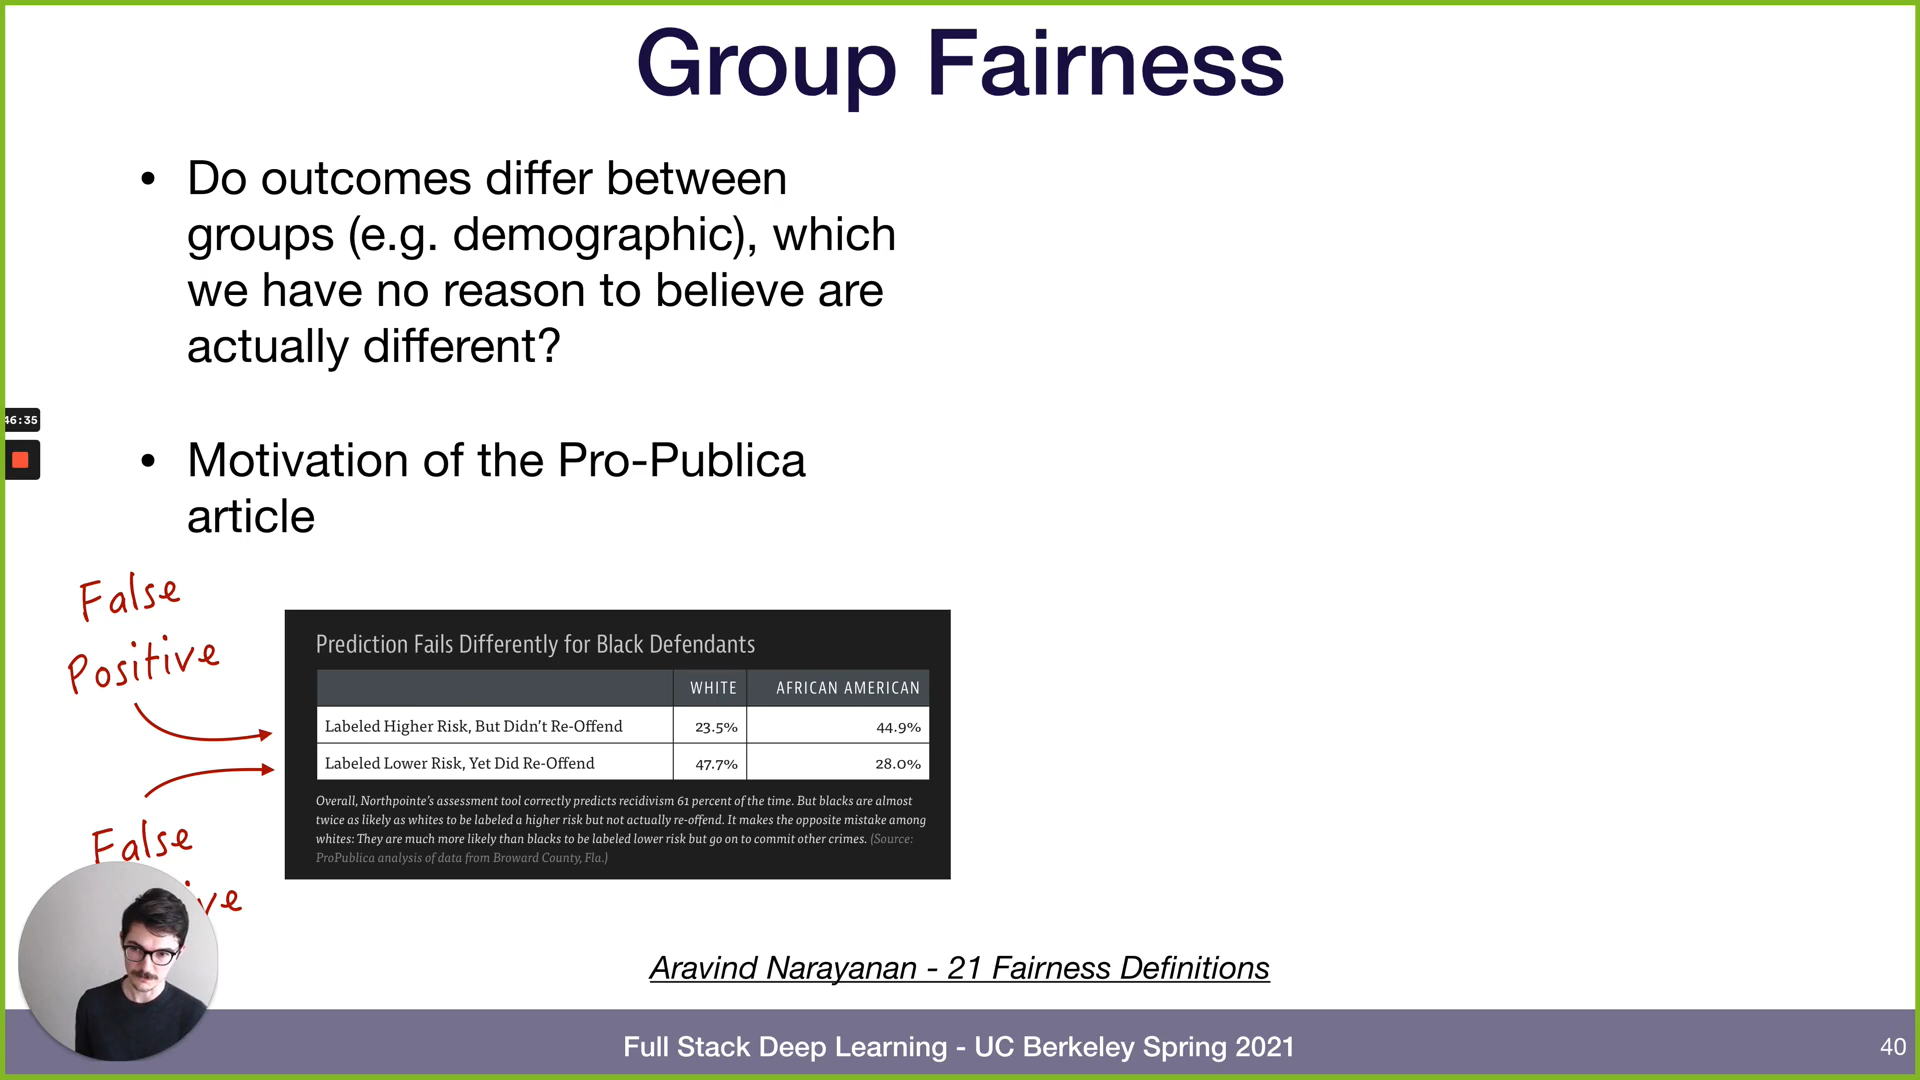 Group Fairness
• Do outcomes differ between
groups (e.g. demographic), which
we have no reason to believe are
actually different?
46:35
• Motivation of the Pro-Publica
article
False
Positive
Prediction Fails Differently for Black Defendants
WHITE AFRICAN AMERICAN
Labeled Higher Risk, But Didn't Re-Offend 23.5% 44.9%
Labeled Lower Risk, Yet Did Re-Offend 47.7% 28.0%
Overall, Northpointe's assessment tool correctly predicts recidivism 61 percent of the time. But blacks are almost
twice as likely as whites to be labeled a higher risk but not actually re-offend. It makes the opposite mistake among
whites: They are much more likely than blacks to be labeled lower risk but go on to commit other crimes. (Source:
ProPublica analysis of data from Broward County, Fla.)
False
Aravind Narayanan - 21 Fairness Definitions
Full Stack Deep Learning - UC Berkeley Spring 2021
40